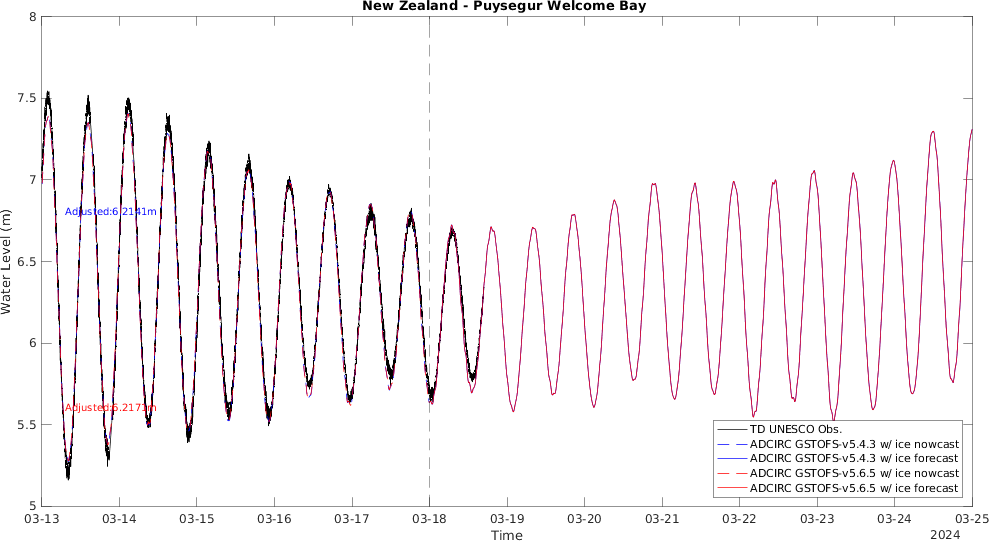 New Zealand - Puysegur Welcome Bay
8
7.5
7
6.5
6
5.5
5
Water Level (m)
Adjusted:6.2141m
Adjusted:6.2171m
TD UNESCO Obs.
ADCIRC GSTOFS-v5.4.3 w/ ice nowcast
ADCIRC GSTOFS-v5.4.3 w/ ice forecast
ADCIRC GSTOFS-v5.6.5 w/ ice nowcast
ADCIRC GSTOFS-v5.6.5 w/ ice forecast
03-13 03-14 03-15 03-16 03-17 03-18 03-19 03-20 03-21 03-22 03-23 03-24 03-25
Time
2024